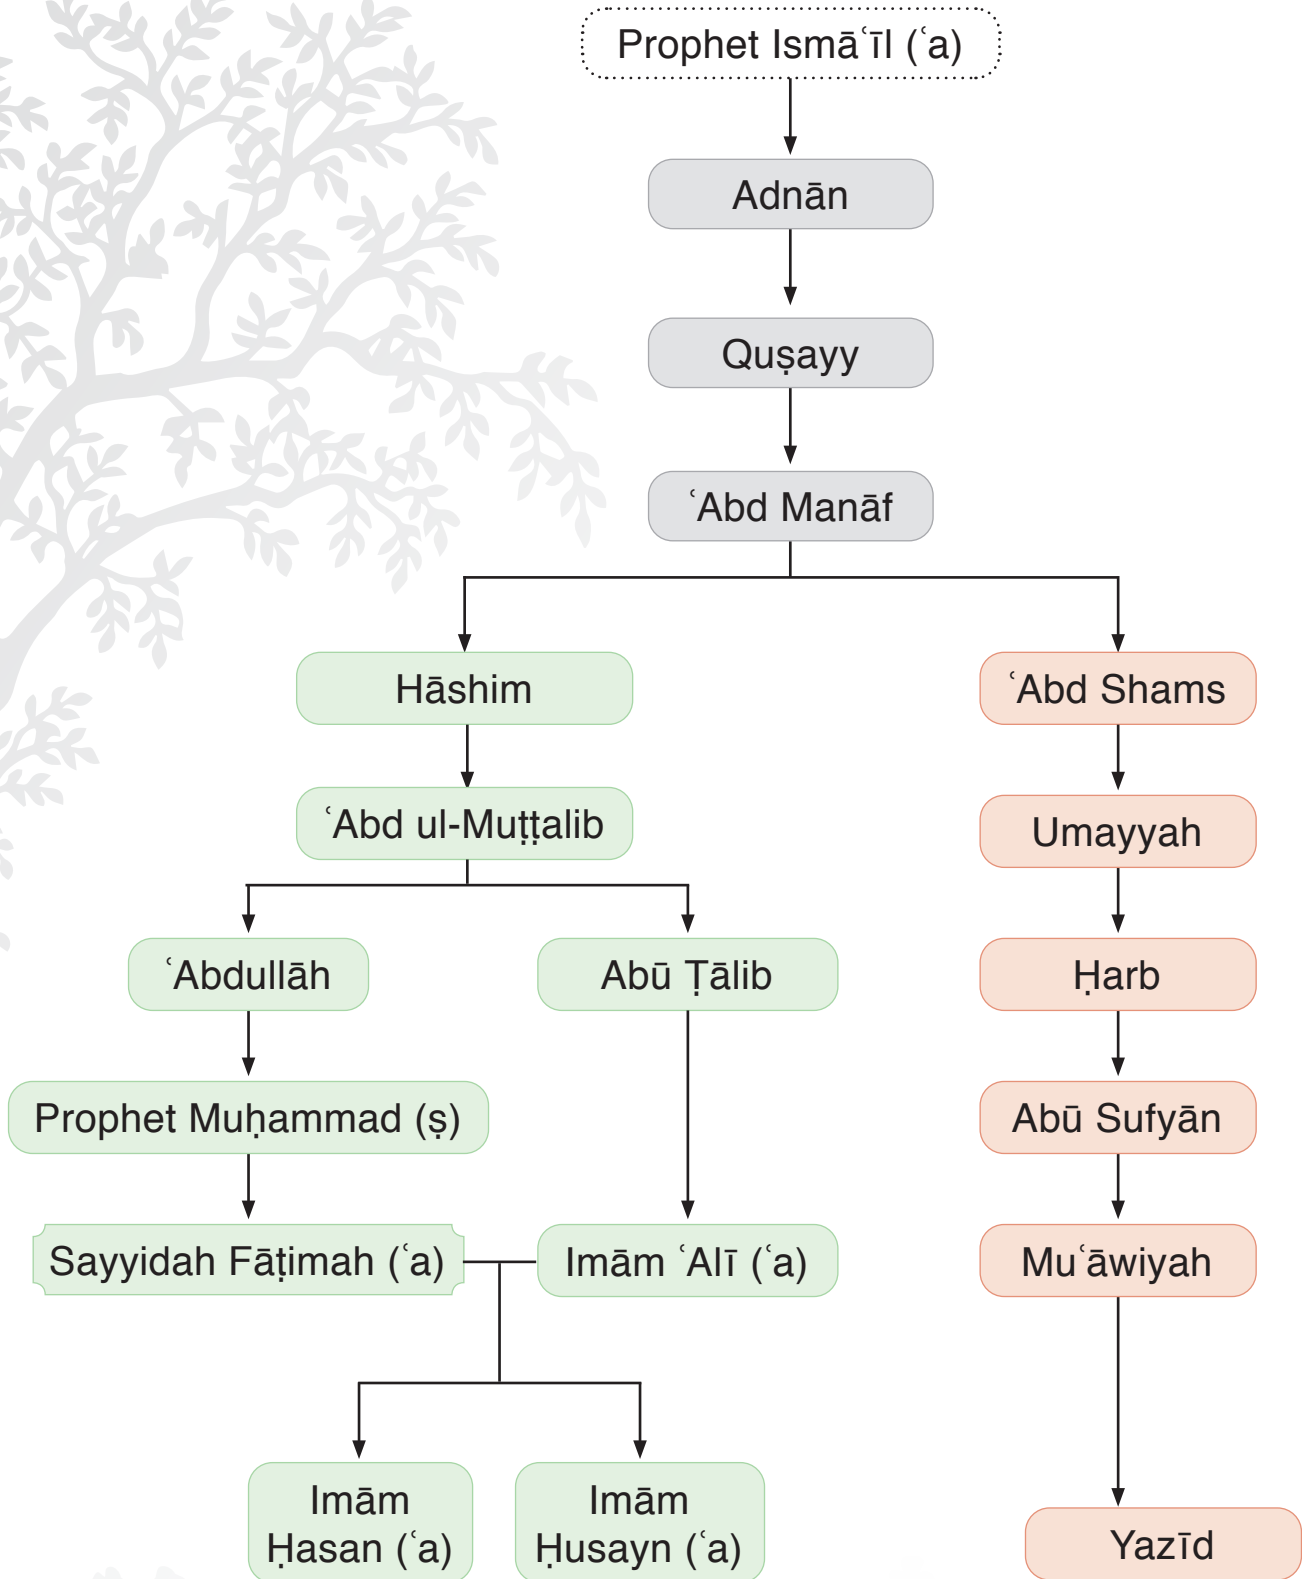 Prophet Ismāʿīl (ʿa)
Adnān
Quṣayy
ʿAbd Manāf
Hāshim
ʿAbd Shams
ʿAbd ul-Muṭṭalib
Umayyah
ʿAbdullāh
Abū Ṭālib
Ḥarb
Prophet Muḥammad (ṣ)
Abū Sufyān
Sayyidah Fāṭimah (ʿa)
Imām ʿAlī (ʿa)
Muʿāwiyah
Imām
Ḥasan (ʿa)
Imām
Ḥusayn (ʿa)
Yazīd